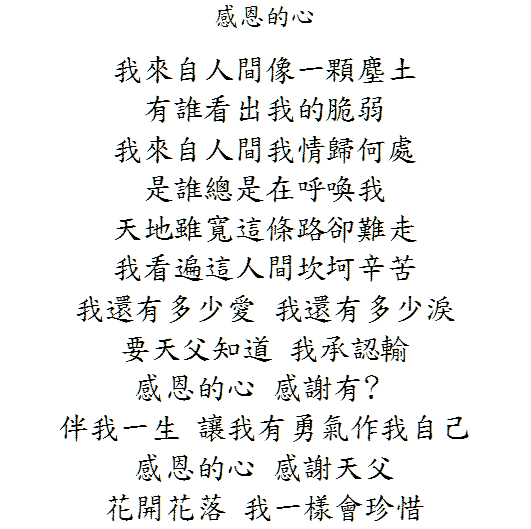 感恩的心
我來自人間像一顆塵土
有誰看出我的脆弱
我來自人間我情歸何處
是誰總是在呼喚我
天地雖寬這條路卻難走
我看遍這人間坎坷辛苦
我還有多少愛 我還有多少淚
要天父知道 我承認輸
感恩的心 感謝有?
伴我一生 讓我有勇氣作我自己
感恩的心 感謝天父
花開花落 我一樣會珍惜